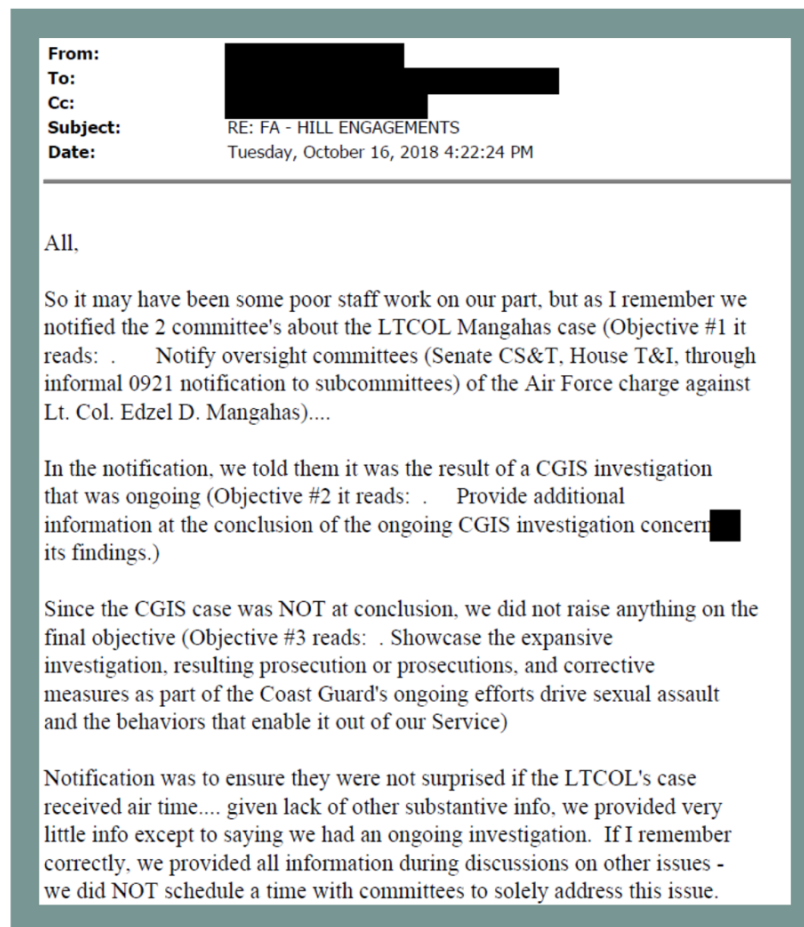 From:
To:
Cc:
Subject: RE: FA - HILL ENGAGEMENTS
Date: Tuesday, October 16, 2018 4:22:24 PM
All,
So it may have been some poor staff work on our part, but as I remember we
notified the 2 committee's about the LTCOL Mangahas case (Objective #1 it
reads: . Notify oversight committees (Senate CS&T, House T&I, through
informal 0921 notification to subcommittees) of the Air Force charge against
Lt. Col. Edzel D. Mangahas)....
In the notification, we told them it was the result of a CGIS investigation
that was ongoing (Objective #2 it reads: . Provide additional
information at the conclusion of the ongoing CGIS investigation concern
its findings.)
Since the CGIS case was NOT at conclusion, we did not raise anything on the
final objective (Objective #3 reads: . Showcase the expansive
investigation, resulting prosecution or prosecutions, and corrective
measures as part of the Coast Guard's ongoing efforts drive sexual assault
and the behaviors that enable it out of our Service)
Notification was to ensure they were not surprised if the LTCOL's case
received air time.... given lack of other substantive info, we provided very
little info except to saying we had an ongoing investigation. If I remember
correctly, we provided all information during discussions on other issues -
we did NOT schedule a time with committees to solely address this issue.